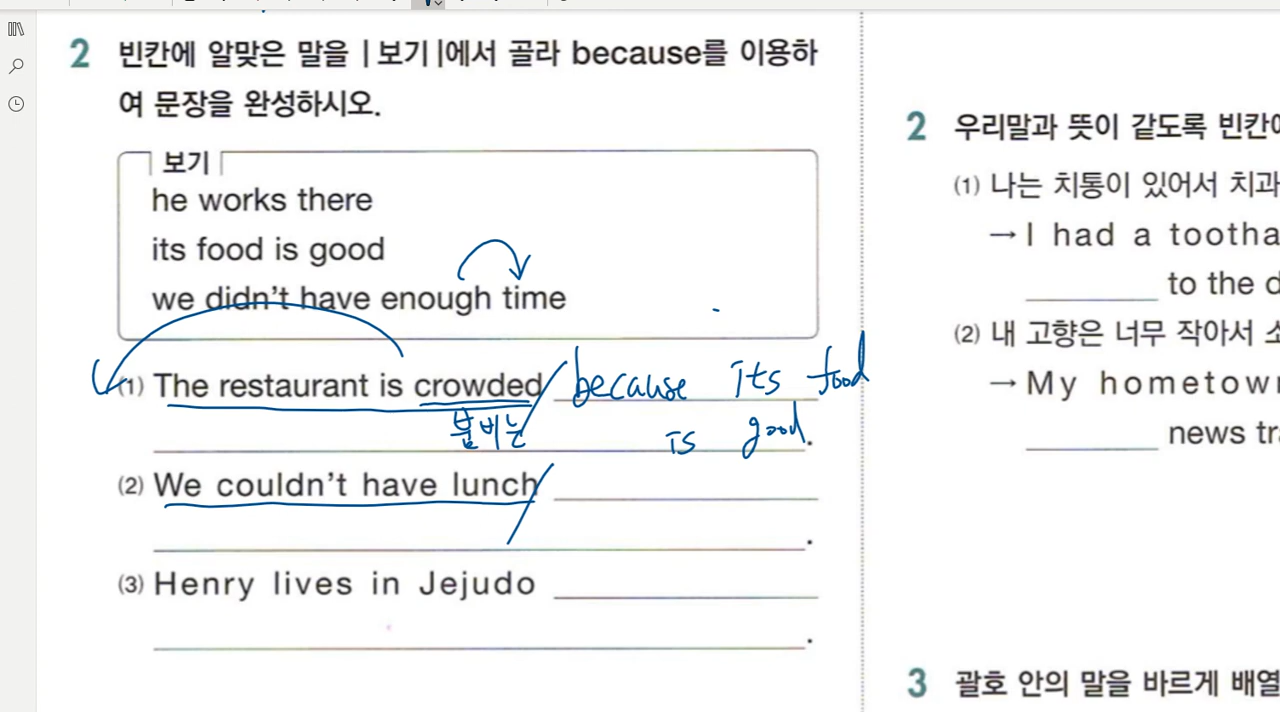 2 빈칸에 알맞은 말을 |보기|에서 골라 because를 이용하
여 문장을 완성하시오.
보기
he works there
its food is good
we didn't have enough time
(1) The restaurant is crowded because its food
붐비는 is good.
(2) We couldn't have lunch
.
(3) Henry lives in Jejudo
.
2 우리말과 뜻이 같도록 빈칸에
(1) 나는 치통이 있어서 치과
→ I had a tootha
to the d
(2) 내 고향은 너무 작아서 소
→ My hometown
news tra
3 괄호 안의 말을 바르게 배열